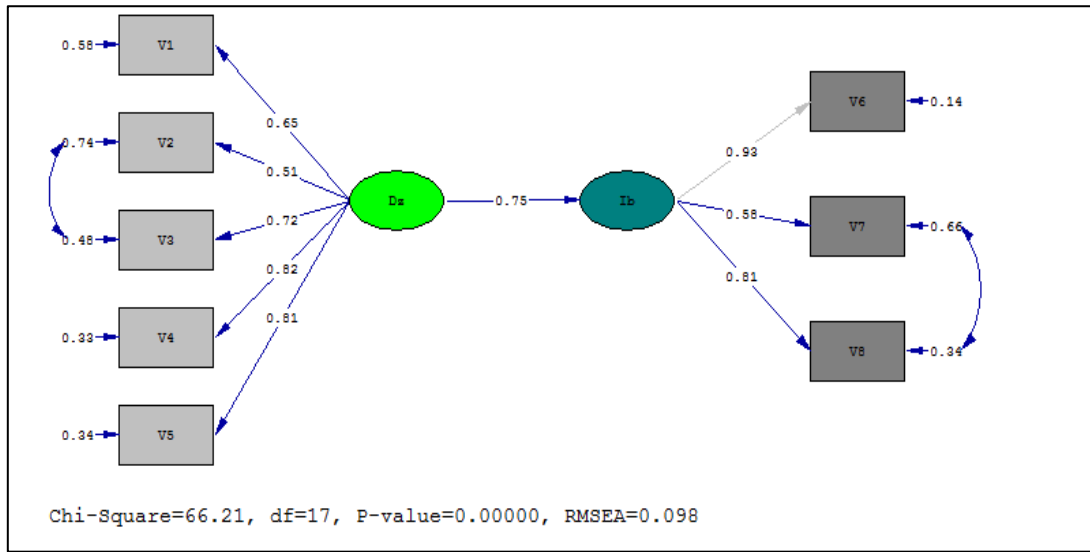 0.58 V1
0.65
V6 0.14
0.74 V2
0.93
0.51
Ds 0.75 Ib
0.72
0.58
V7 0.66
0.48 V3
0.82
0.81
0.81
0.33 V4
V8 0.34
0.34 V5
Chi-Square=66.21, df=17, P-value=0.00000, RMSEA=0.098